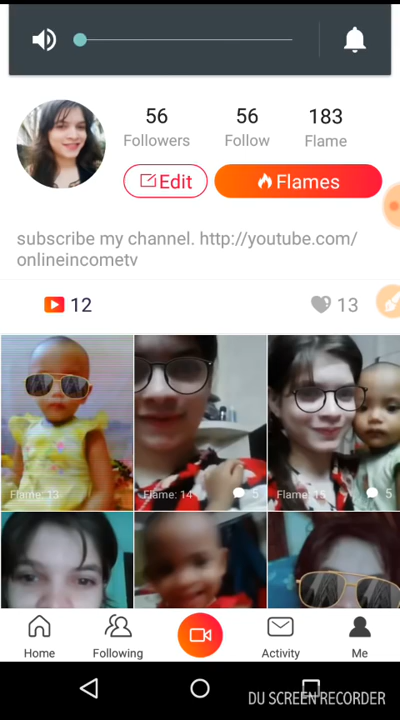 56 56 183
Followers Follow Flame
Edit Flames
subscribe my channel. http://youtube.com/
onlineincometv
12 13
Flame: 13 Flame: 14 5 Flame: 15 5
Home Following Activity Me
DU SCREEN RECORDER